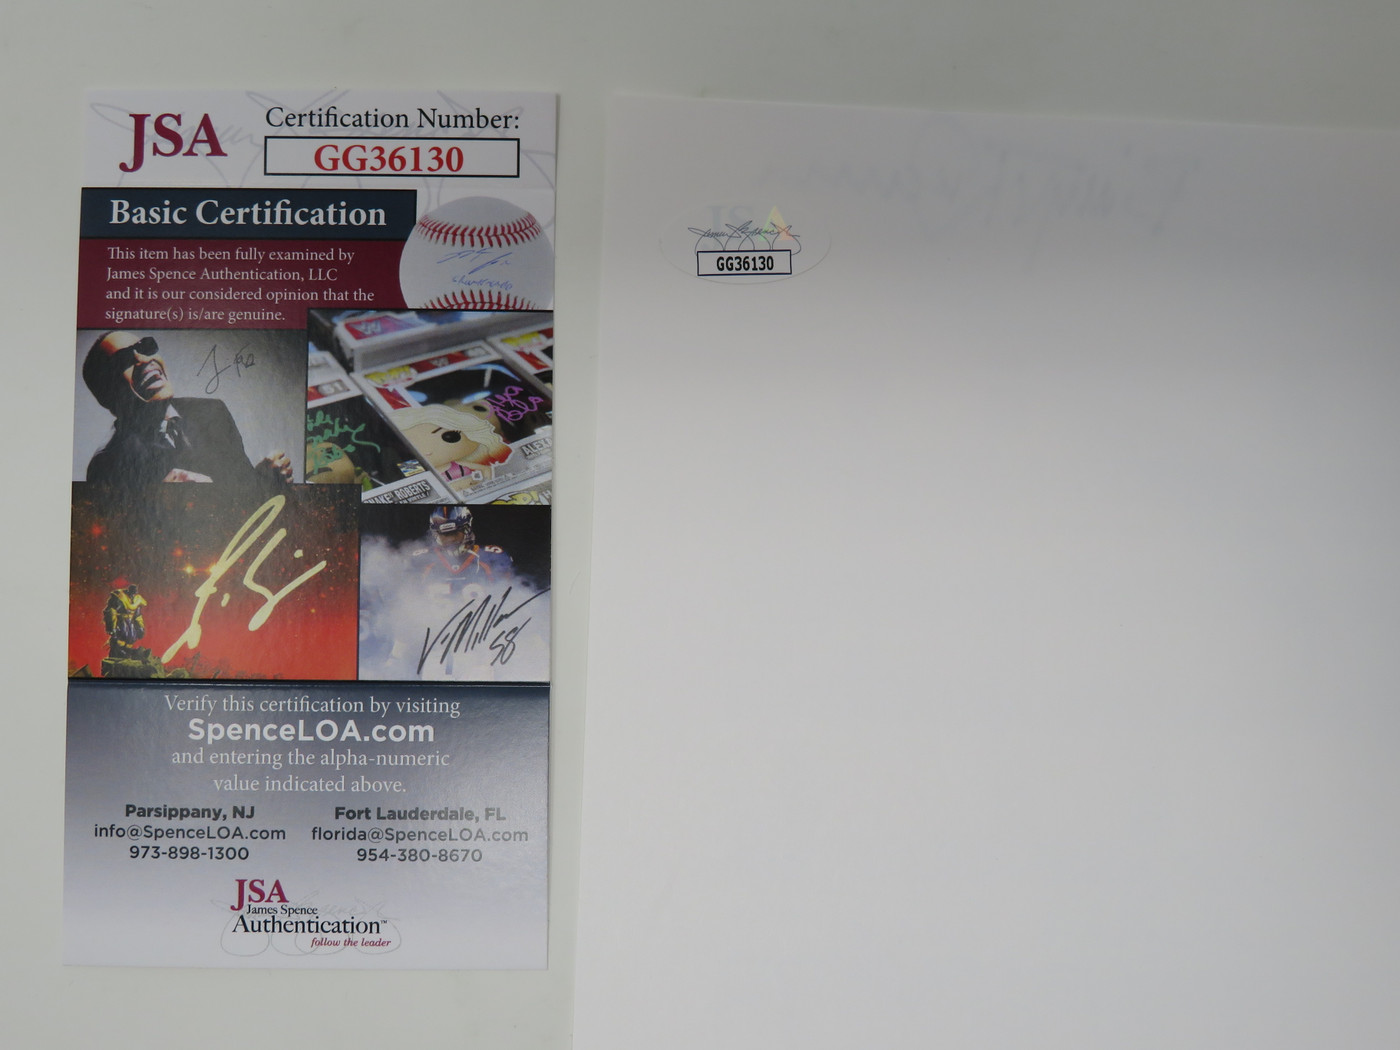 JSA
Certification Number:
GG36130
Basic Certification
This item has been fully examined by
James Spence Authentication, LLC
and it is our considered opinion that the
signature(s) is/are genuine.
Verify this certification by visiting
SpenceLOA.com
and entering the alpha-numeric
value indicated above.
Parsippany, NJ
info@SpenceLOA.com
973-898-1300
Fort Lauderdale, FL
florida@SpenceLOA.com
954-380-8670
JSA
James Spence
Authentication™
follow the leader
JSA
GG36130